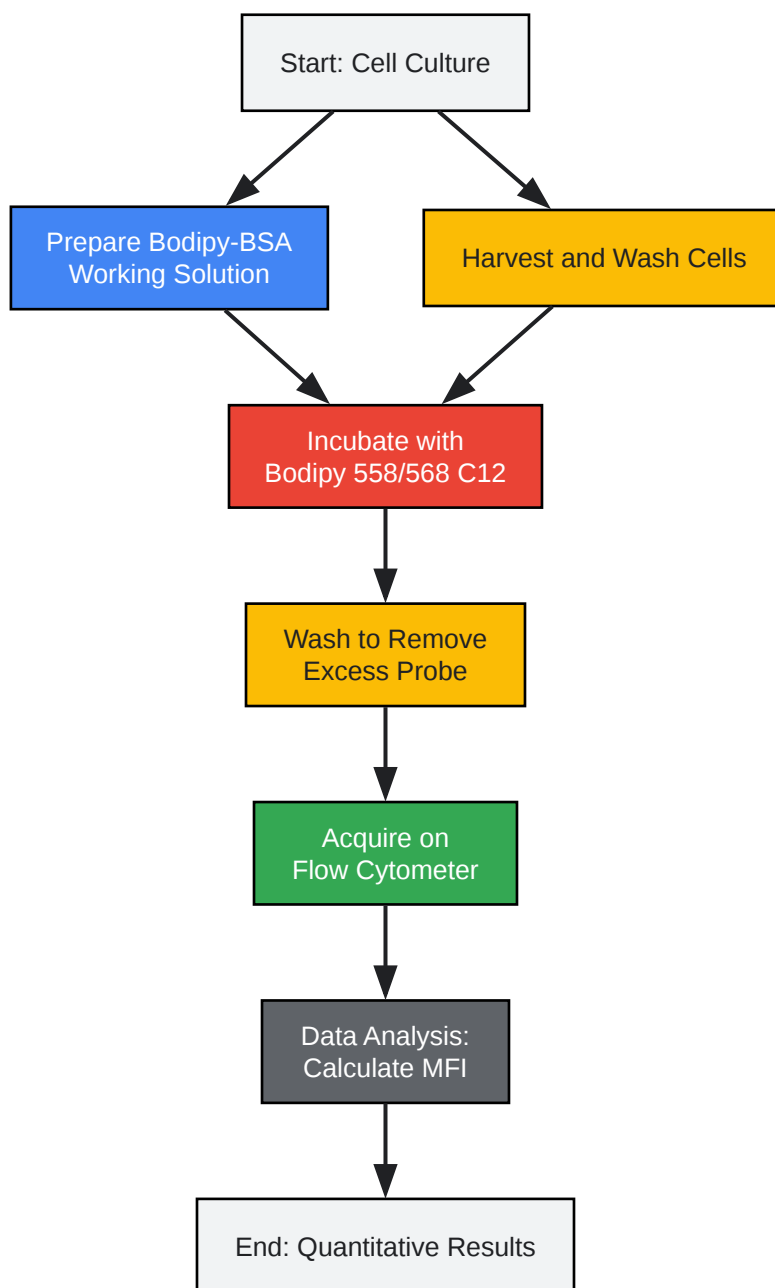 Start: Cell Culture
Prepare Bodipy-BSA
Working Solution
Harvest and Wash Cells
Incubate with
Bodipy 558/568 C12
Wash to Remove
Excess Probe
Acquire on
Flow Cytometer
Data Analysis:
Calculate MFI
End: Quantitative Results